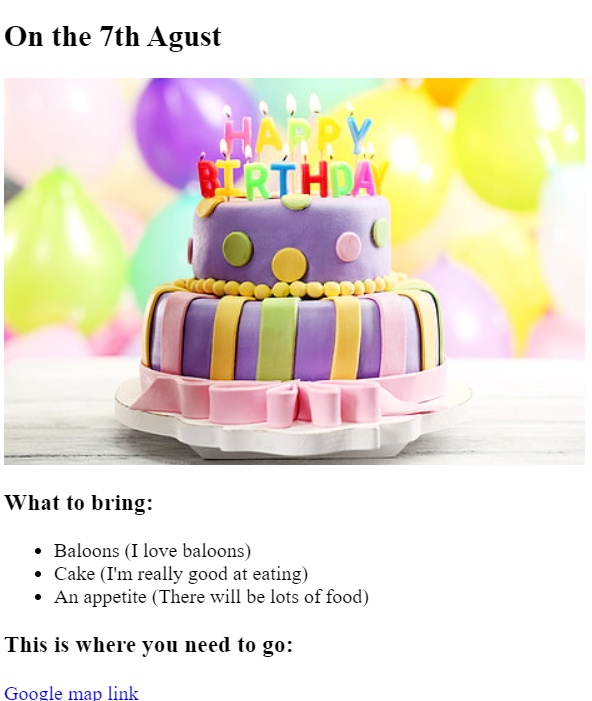 On the 7th Agust
HAPPY
BIRTHDAY
What to bring:
Baloons (I love baloons)
Cake (I'm really good at eating)
An appetite (There will be lots of food)
This is where you need to go:
Google map link